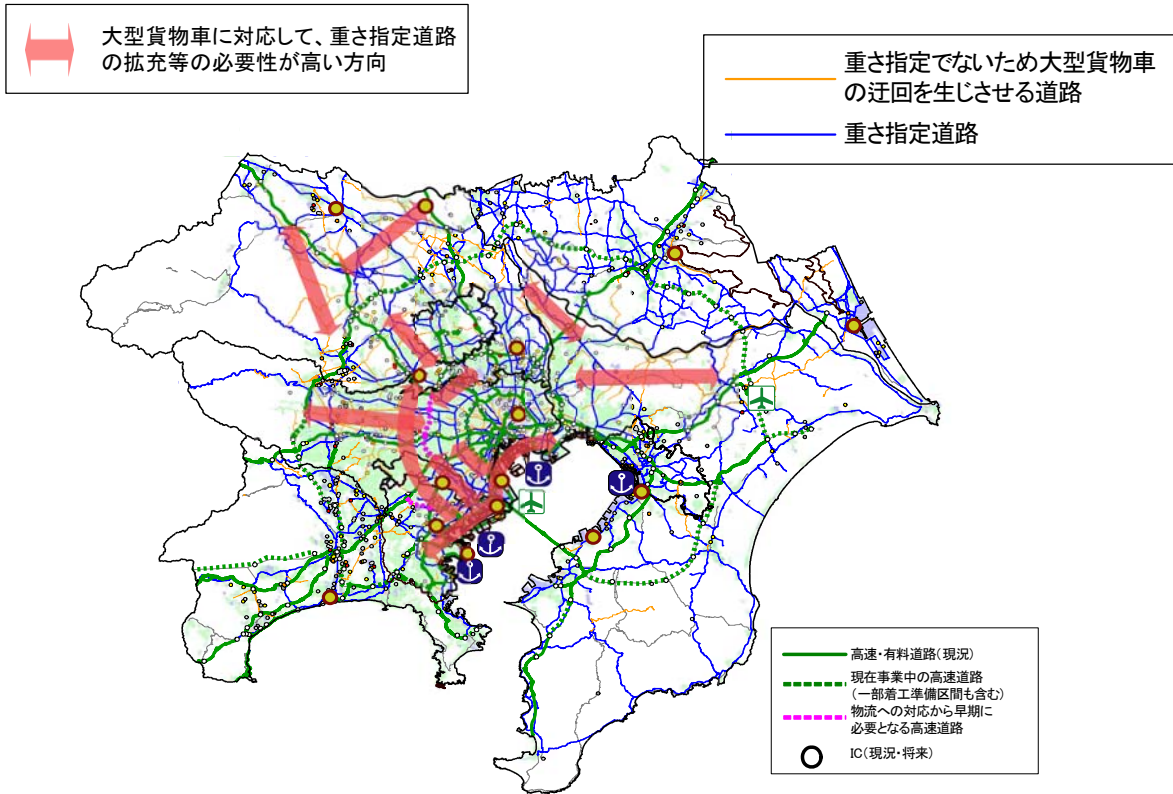 大型貨物車に対応して、重さ指定道路
の拡充等の必要性が高い方向
重さ指定でないため大型貨物車
の迂回を生じさせる道路
重さ指定道路
高速・有料道路(現況)
現在事業中の高速道路
(一部着工準備区間も含む)
物流への対応から早期に
必要となる高速道路
IC(現況・将来)